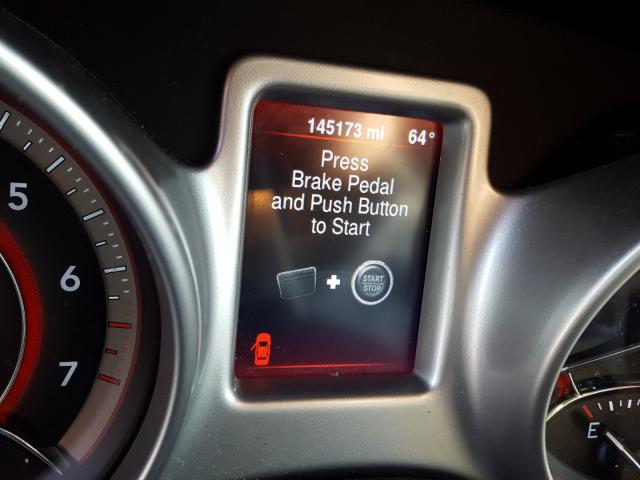 145173 mi 64°
Press
Brake Pedal
and Push Button
to Start
START
STOP
5
6
7
E